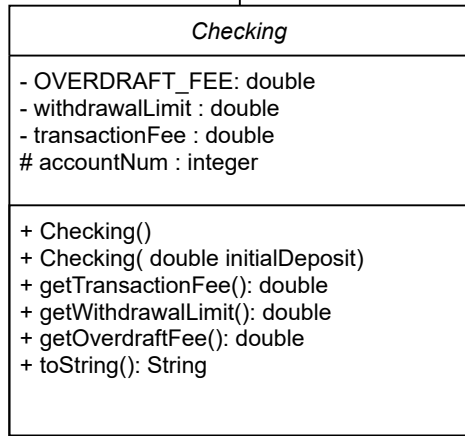 Checking
- OVERDRAFT_FEE: double
- withdrawalLimit : double
- transactionFee : double
# accountNum : integer
+ Checking()
+ Checking( double initialDeposit)
+ getTransactionFee(): double
+ getWithdrawalLimit(): double
+ getOverdraftFee(): double
+ toString(): String